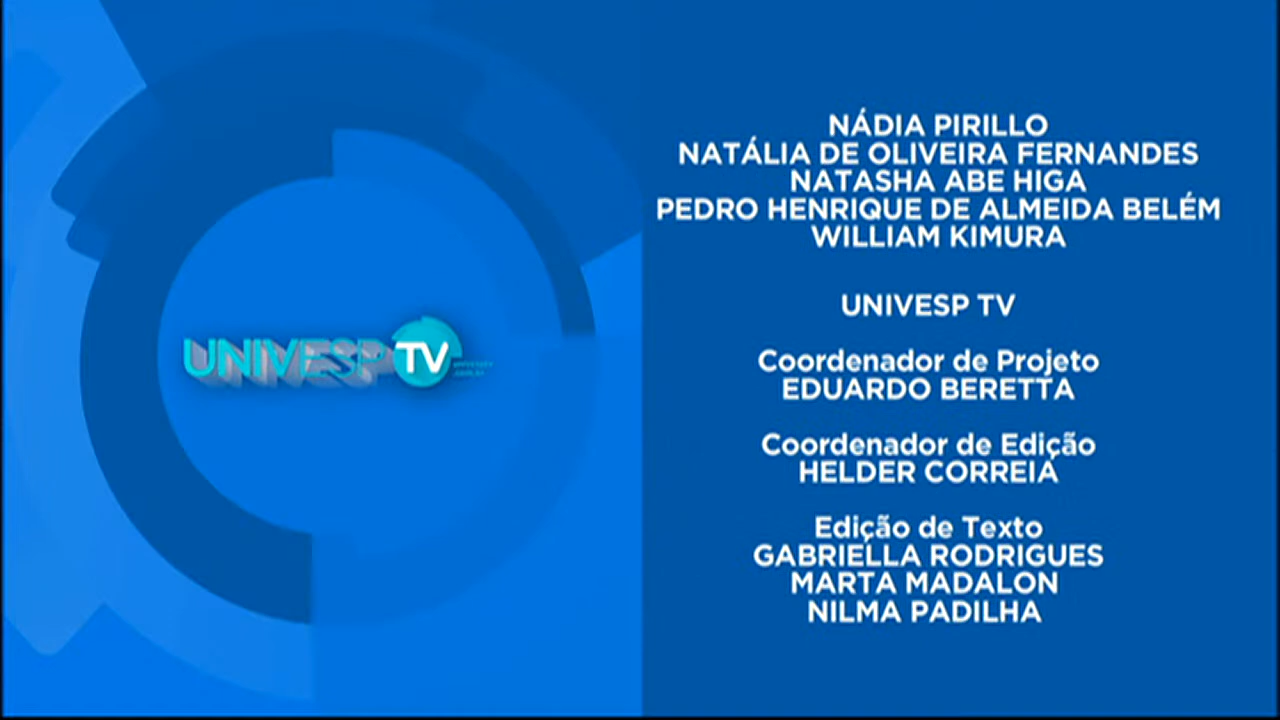 UNIVESP TV
NÁDIA PIRILLO
NATÁLIA DE OLIVEIRA FERNANDES
NATASHA ABE HIGA
PEDRO HENRIQUE DE ALMEIDA BELÉM
WILLIAM KIMURA
UNIVESP TV
Coordenador de Projeto
EDUARDO BERETTA
Coordenador de Edição
HELDER CORREIA
Edição de Texto
GABRIELLA RODRIGUES
MARTA MADALON
NILMA PADILHA